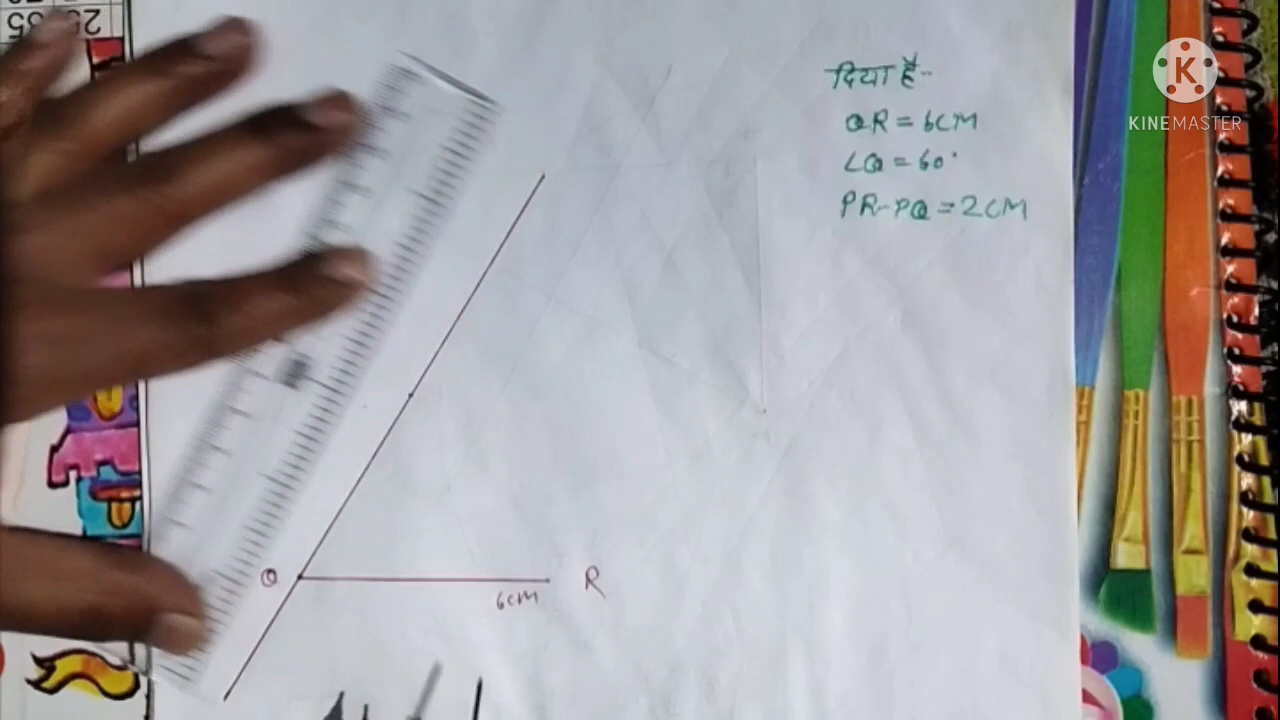 दिया है--
QR = 6CM
∠Q = 60°
PR-PQ = 2CM
KINEMASTER
Q
R
6CM